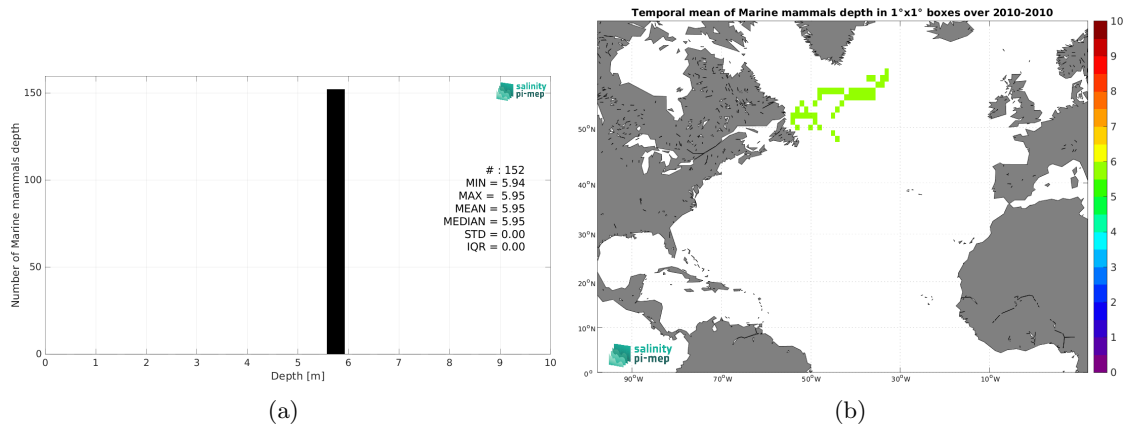 Number of Marine mammals depth
150
100
50
0
0 1 2 3 4 5 6 7 8 9 10
Depth [m]
salinity
pi-mep
# : 152
MIN = 5.94
MAX = 5.95
MEAN = 5.95
MEDIAN = 5.95
STD = 0.00
IQR = 0.00
(a)
Temporal mean of Marine mammals depth in 1°x1° boxes over 2010-2010
50°N
40°N
30°N
20°N
10°N
0°
90°W 70°W 50°W 30°W 10°W
salinity
pi-mep
10
9
8
7
6
5
4
3
2
1
0
(b)